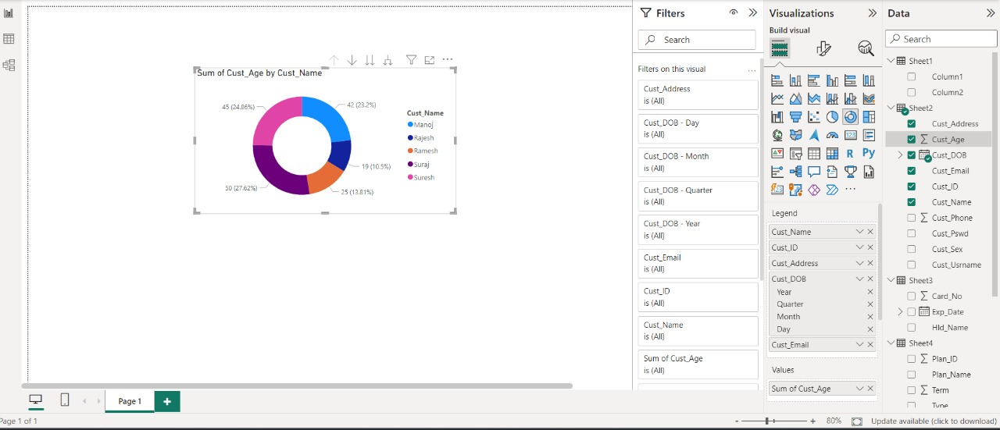 Filters
Search
Filters on this visual
...
Cust_Address
is (All)
Cust_DOB - Day
is (All)
Cust_DOB - Month
is (All)
Cust_DOB - Quarter
is (All)
Cust_DOB - Year
is (All)
Cust_Email
is (All)
Cust_ID
is (All)
Cust_Name
is (All)
Sum of Cust_Age
is (All)
Visualizations
Build visual
123
R Py
123
...
Legend
Cust_Name
Cust_ID
Cust_Address
Cust_DOB
Year
Quarter
Month
Day
Cust_Email
Values
Sum of Cust_Age
Data
Search
Sheet1
Column1
Column2
Sheet2
Cust_Address
Σ Cust_Age
Cust_DOB
Cust_Email
Cust_ID
Cust_Name
Σ Cust_Phone
Cust_Pswd
Cust_Sex
Cust_Usrname
Sheet3
Σ Card_No
Exp_Date
Hld_Name
Sheet4
Σ Plan_ID
Plan_Name
Σ Term
Type
...
Sum of Cust_Age by Cust_Name
45 (24.86%)
42 (23.2%)
19 (10.5%)
50 (27.62%)
25 (13.81%)
Cust_Name
Manoj
Rajesh
Ramesh
Suraj
Suresh
Page 1
+
Page 1 of 1
- + 80%
Update available (click to download)